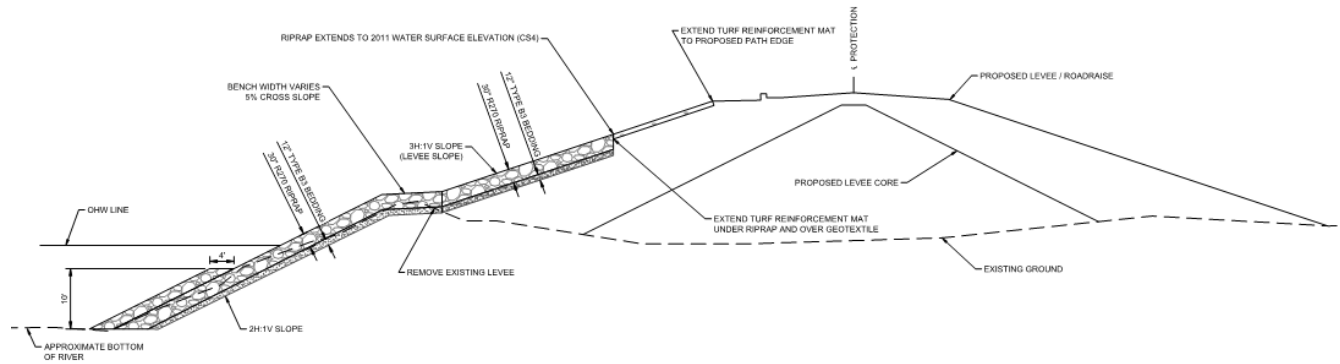 RIPRAP EXTENDS TO 2011 WATER SURFACE ELEVATION (CS4)
EXTEND TURF REINFORCEMENT MAT
TO PROPOSED PATH EDGE
℄ PROTECTION
PROPOSED LEVEE / ROADRAISE
BENCH WIDTH VARIES
5% CROSS SLOPE
12" TYPE B3 BEDDING
30" R270 RIPRAP
3H:1V SLOPE
(LEVEE SLOPE)
12" TYPE B3 BEDDING
30" R270 RIPRAP
PROPOSED LEVEE CORE
OHW LINE
EXTEND TURF REINFORCEMENT MAT
UNDER RIPRAP AND OVER GEOTEXTILE
4'
REMOVE EXISTING LEVEE
EXISTING GROUND
10'
2H:1V SLOPE
APPROXIMATE BOTTOM
OF RIVER